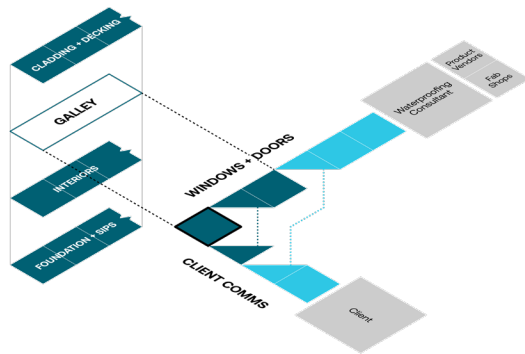 CLADDING + DECKING
GALLEY
INTERIORS
FOUNDATION + SIPS
WINDOWS + DOORS
CLIENT COMMS
Waterproofing
Consultant
Product
Vendors
Fab
Shops
Client